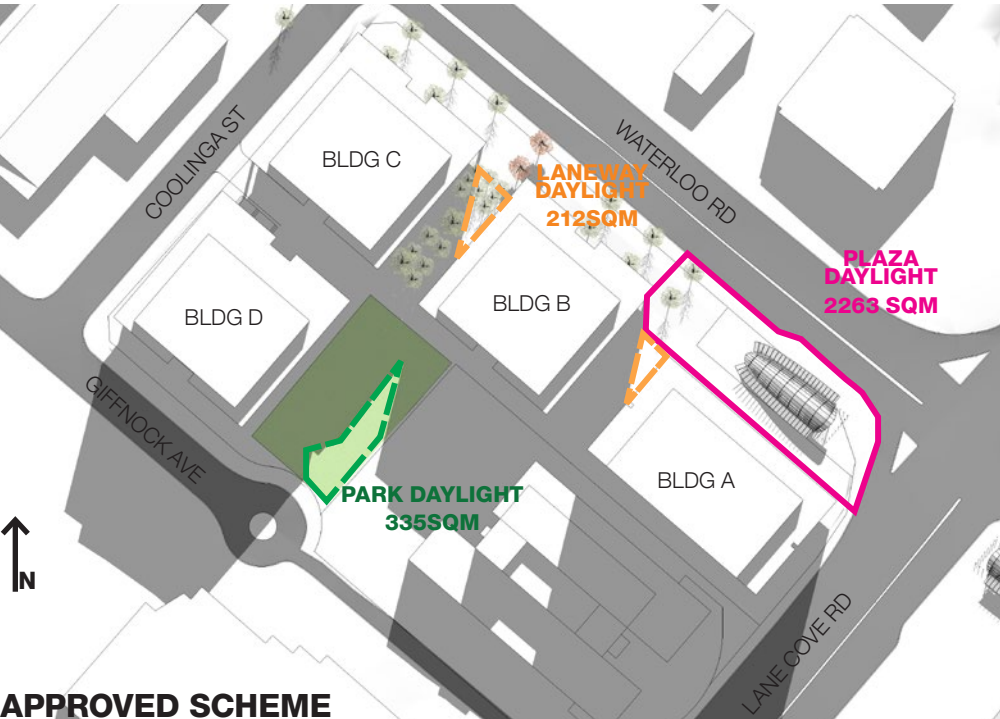 COOLINGA ST
BLDG C
WATERLOO RD
LANEWAY
DAYLIGHT
212SQM
PLAZA
DAYLIGHT
2263 SQM
BLDG D
BLDG B
GIFFNOCK AVE
BLDG A
PARK DAYLIGHT
335SQM
N
LANE COVE RD
APPROVED SCHEME